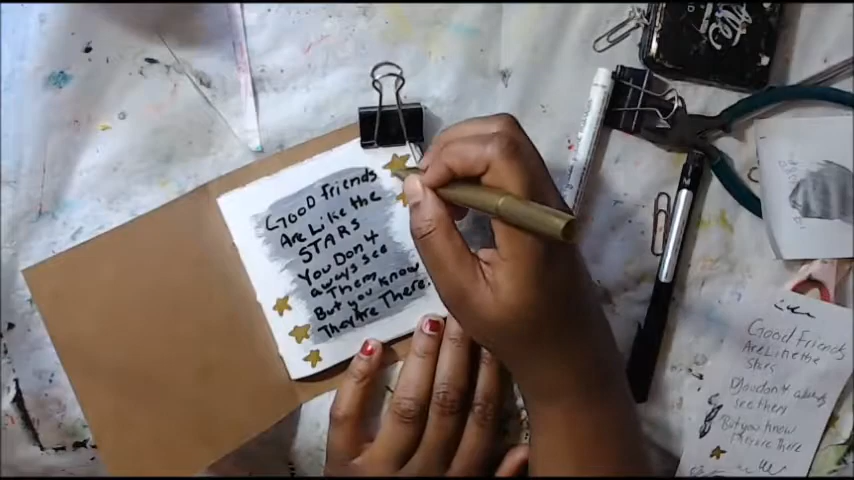 Good friends
Are Like the
STARS
You Don't
Always see
Them
But you know
They Are There.
Good Friends
Are Like the
Stars
You don't
Always
see them
But you know
They're There